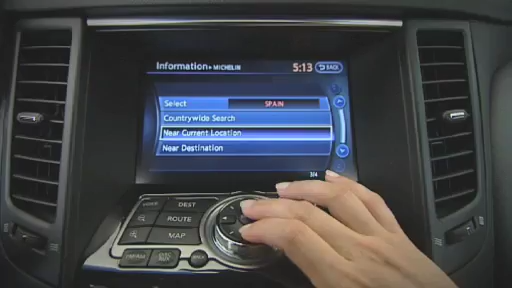 Information ▸ MICHELIN 5:13 BACK
Select SPAIN
Countrywide Search
Near Current Location
Near Destination
3/4
DEST
ROUTE
MAP